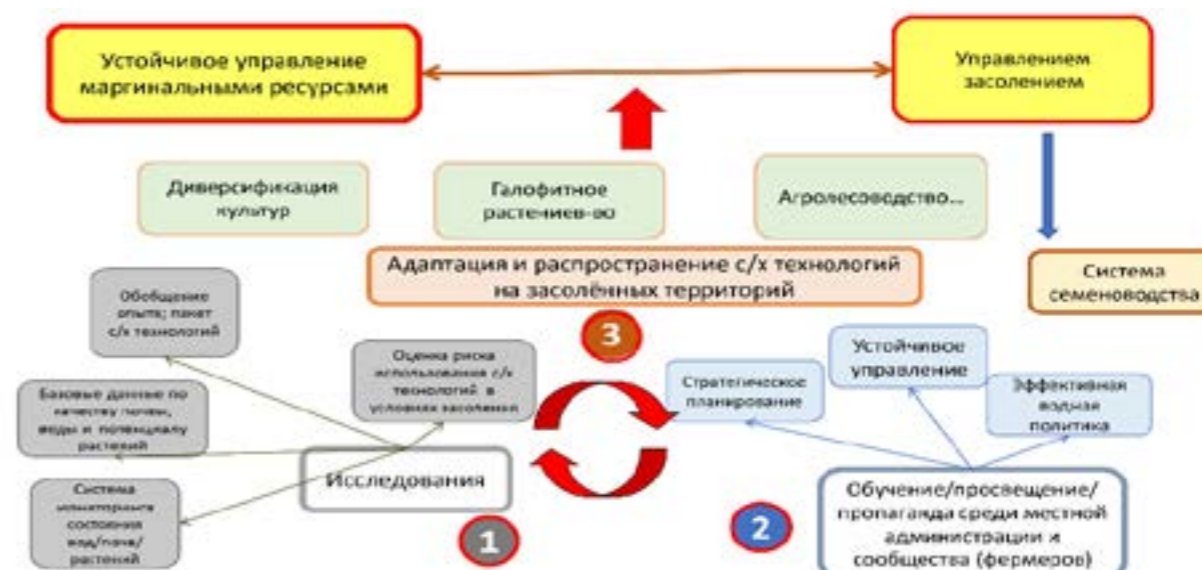 Устойчивое управление
маргинальными ресурсами
Управлением
засолением
Диверсификация
культур
Галофитное
растениев-во
Агролесоводство...
Адаптация и распространение с/х технологий
на засолённых территорий
Система
семеноводства
3
Обобщение
опыта; пакет
с/х технологий
Оценка риска
использования с/х
технологий в
условиях засоления
Базовые данные по
качеству почвы,
воды и потенциалу
растений
Система
мониторинга
состояния
вод/почв/
растений
Исследования
1
Стратегическое
планирование
Устойчивое
управление
Эффективная
водная
политика
2
Обучение/просвещение/
пропаганда среди местной
администрации и
сообщества (фермеров)